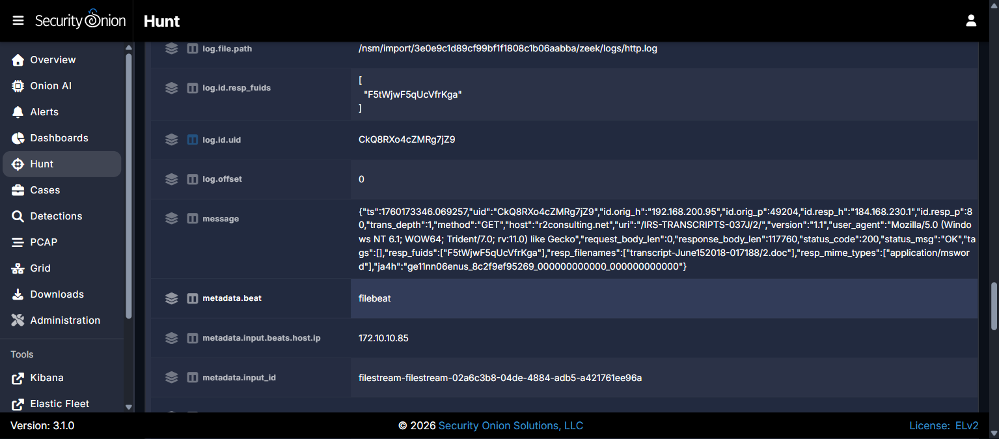 Security Onion
Hunt
Overview
Onion AI
Alerts
Dashboards
Hunt
Cases
Detections
PCAP
Grid
Downloads
Administration
Tools
Kibana
Elastic Fleet
log.file.path
/nsm/import/3e0e9c1d89cf99bf1f1808c1b06aabba/zeek/logs/http.log
log.id.resp_fuids
[
"F5tWjwF5qUcVfrKga"
]
log.id.uid
CkQ8RXo4cZMRg7jZ9
log.offset
0
message
{"ts":1760173346.069257,"uid":"CkQ8RXo4cZMRg7jZ9","id.orig_h":"192.168.200.95","id.orig_p":49204,"id.resp_h":"184.168.230.1","id.resp_p":8
0,"trans_depth":1,"method":"GET","host":"r2consulting.net","uri":"/IRS-TRANSCRIPTS-037J/2/","version":"1.1","user_agent":"Mozilla/5.0 (Windo
ws NT 6.1; WOW64; Trident/7.0; rv:11.0) like Gecko","request_body_len":0,"response_body_len":117760,"status_code":200,"status_msg":"OK","ta
gs":[],"resp_fuids":["F5tWjwF5qUcVfrKga"],"resp_filenames":["transcript-June152018-017188/2.doc"],"resp_mime_types":["application/mswor
d"],"ja4h":"ge11nn06enus_8c2f9ef95269_000000000000_000000000000"}
metadata.beat
filebeat
metadata.input.beats.host.ip
172.10.10.85
metadata.input_id
filestream-filestream-02a6c3b8-04de-4884-adb5-a421761ee96a
Version: 3.1.0
© 2026 Security Onion Solutions, LLC
License: ELv2